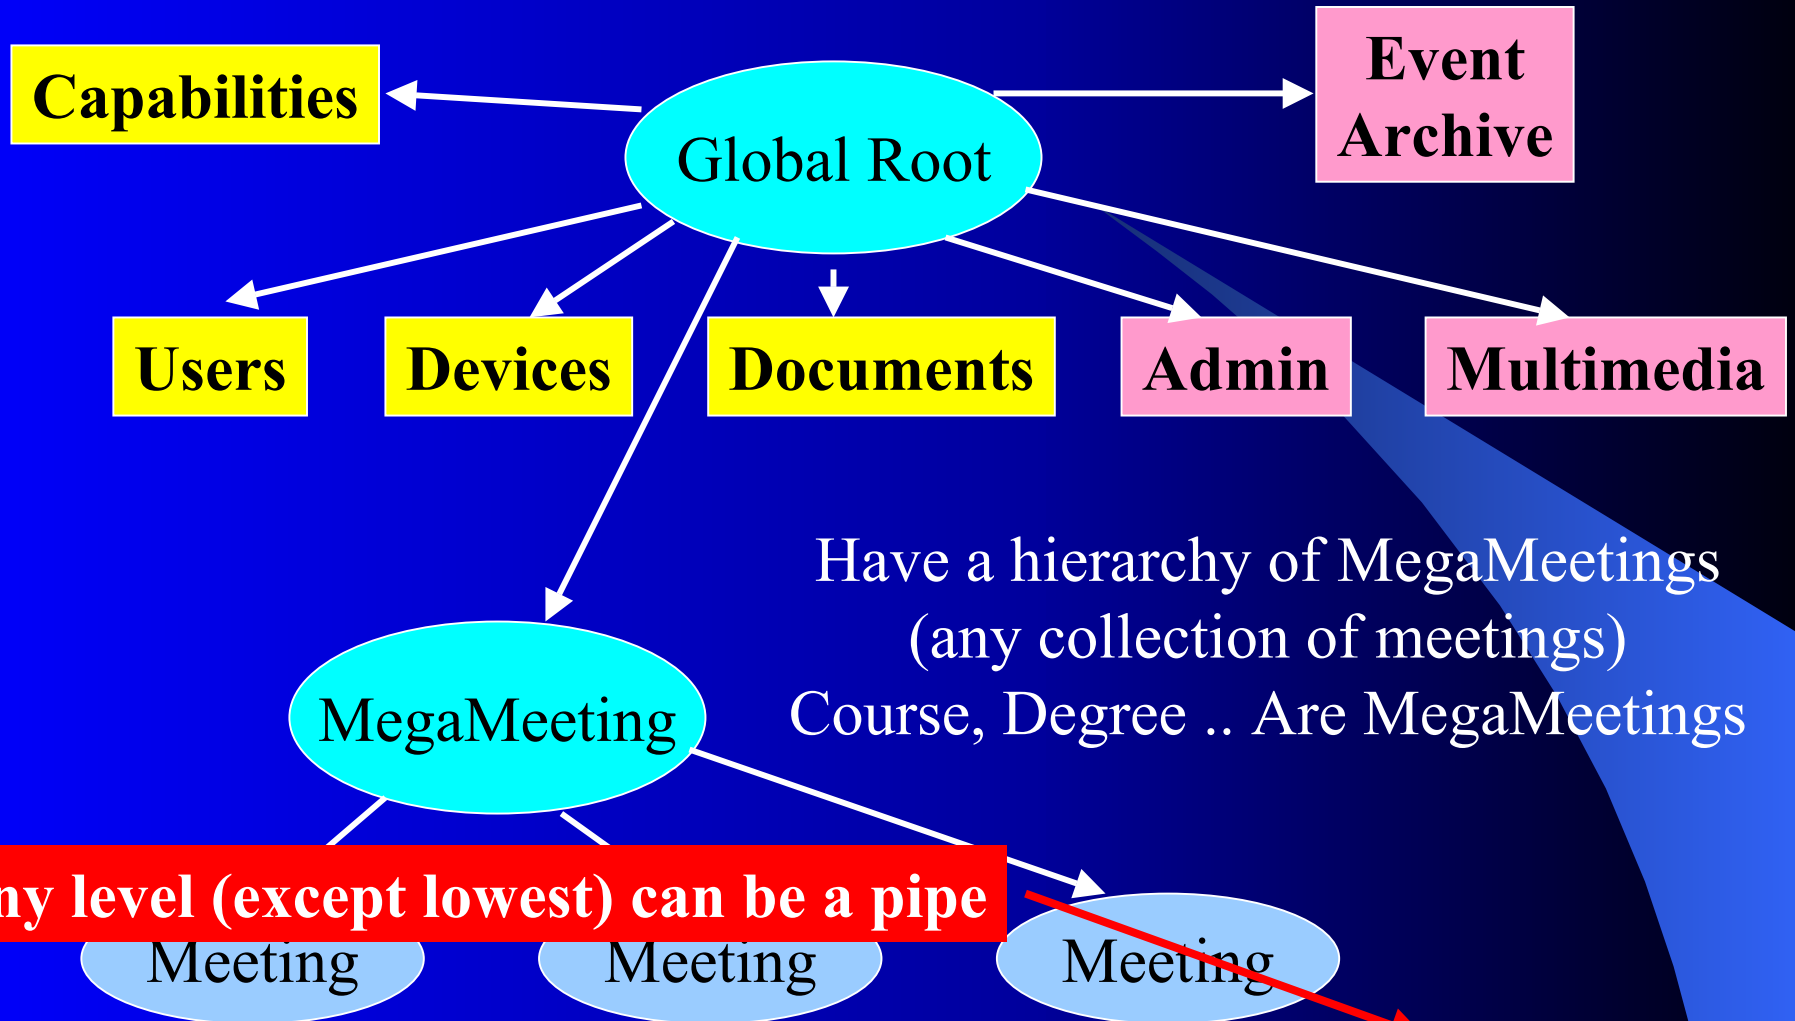 Capabilities
Event
Archive
Global Root
Users
Devices
Documents
Admin
Multimedia
Have a hierarchy of MegaMeetings
(any collection of meetings)
Course, Degree .. Are MegaMeetings
MegaMeeting
level (except lowest) can be a pipe
Meeting
Meeting
Meeting